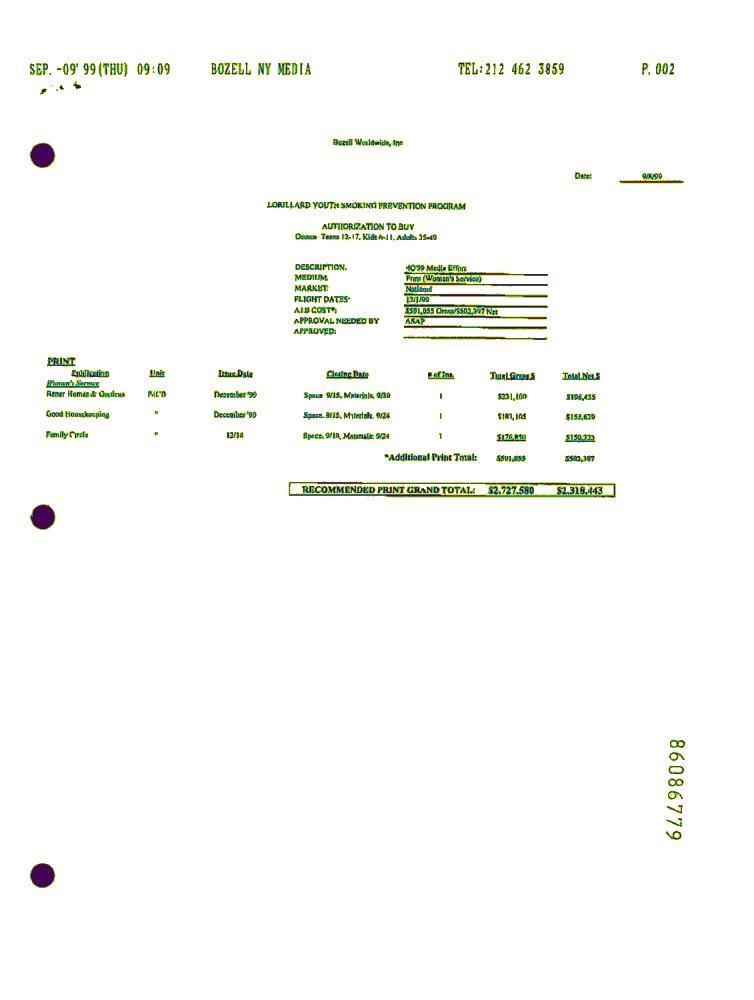 SEP. -09' 99 (THU) 09:09 BOZELL NY MEDIA TEL:212 462 3859 P. 002
Bozell Worldwide, Inc
Date: 9/8/99
LORILLARD YOUTH SMOKING PREVENTION PROGRAM
AUTHORIZATION TO BUY
Teens 12-17, Kids 6-11, Adults 35-49
DESCRIPTION: 4Q'99 Media Efforts
MEDIUM: Print (Women's Service)
MARKET: National
FLIGHT DATES: 12/1/99
COST*: $591,055 Gross/$502,397 Net
APPROVAL NEEDED BY ASAP
APPROVED:
PRINT
Publication Unit Issue Date Closing Date # of Ins. Total Gross $ Total Net $
Women's Service
Better Homes & Gardens December '99 Space 9/15, Materials, 9/20 1 $231,100 $196,435
Good Housekeeping " December '99 Space, 9/15, Materials, 9/24 1 $183,105 $155,639
Family Circle " 12/14 Space, 9/18, Materials: 9/24 1 $176,850 $150,323
*Additional Print Total: $591,055 $502,397
RECOMMENDED PRINT GRAND TOTAL: $2,727,580 $2,318,443
86086779